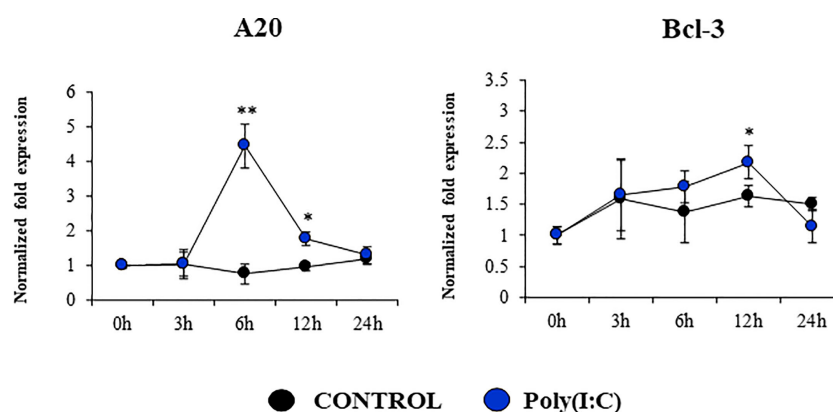 A20
Normalized fold expression
6
5
4
3
2
1
0
**
*
0h 3h 6h 12h 24h
Bcl-3
Normalized fold expression
3.5
3
2.5
2
1.5
1
0.5
0
*
0h 3h 6h 12h 24h
CONTROL Poly(I:C)